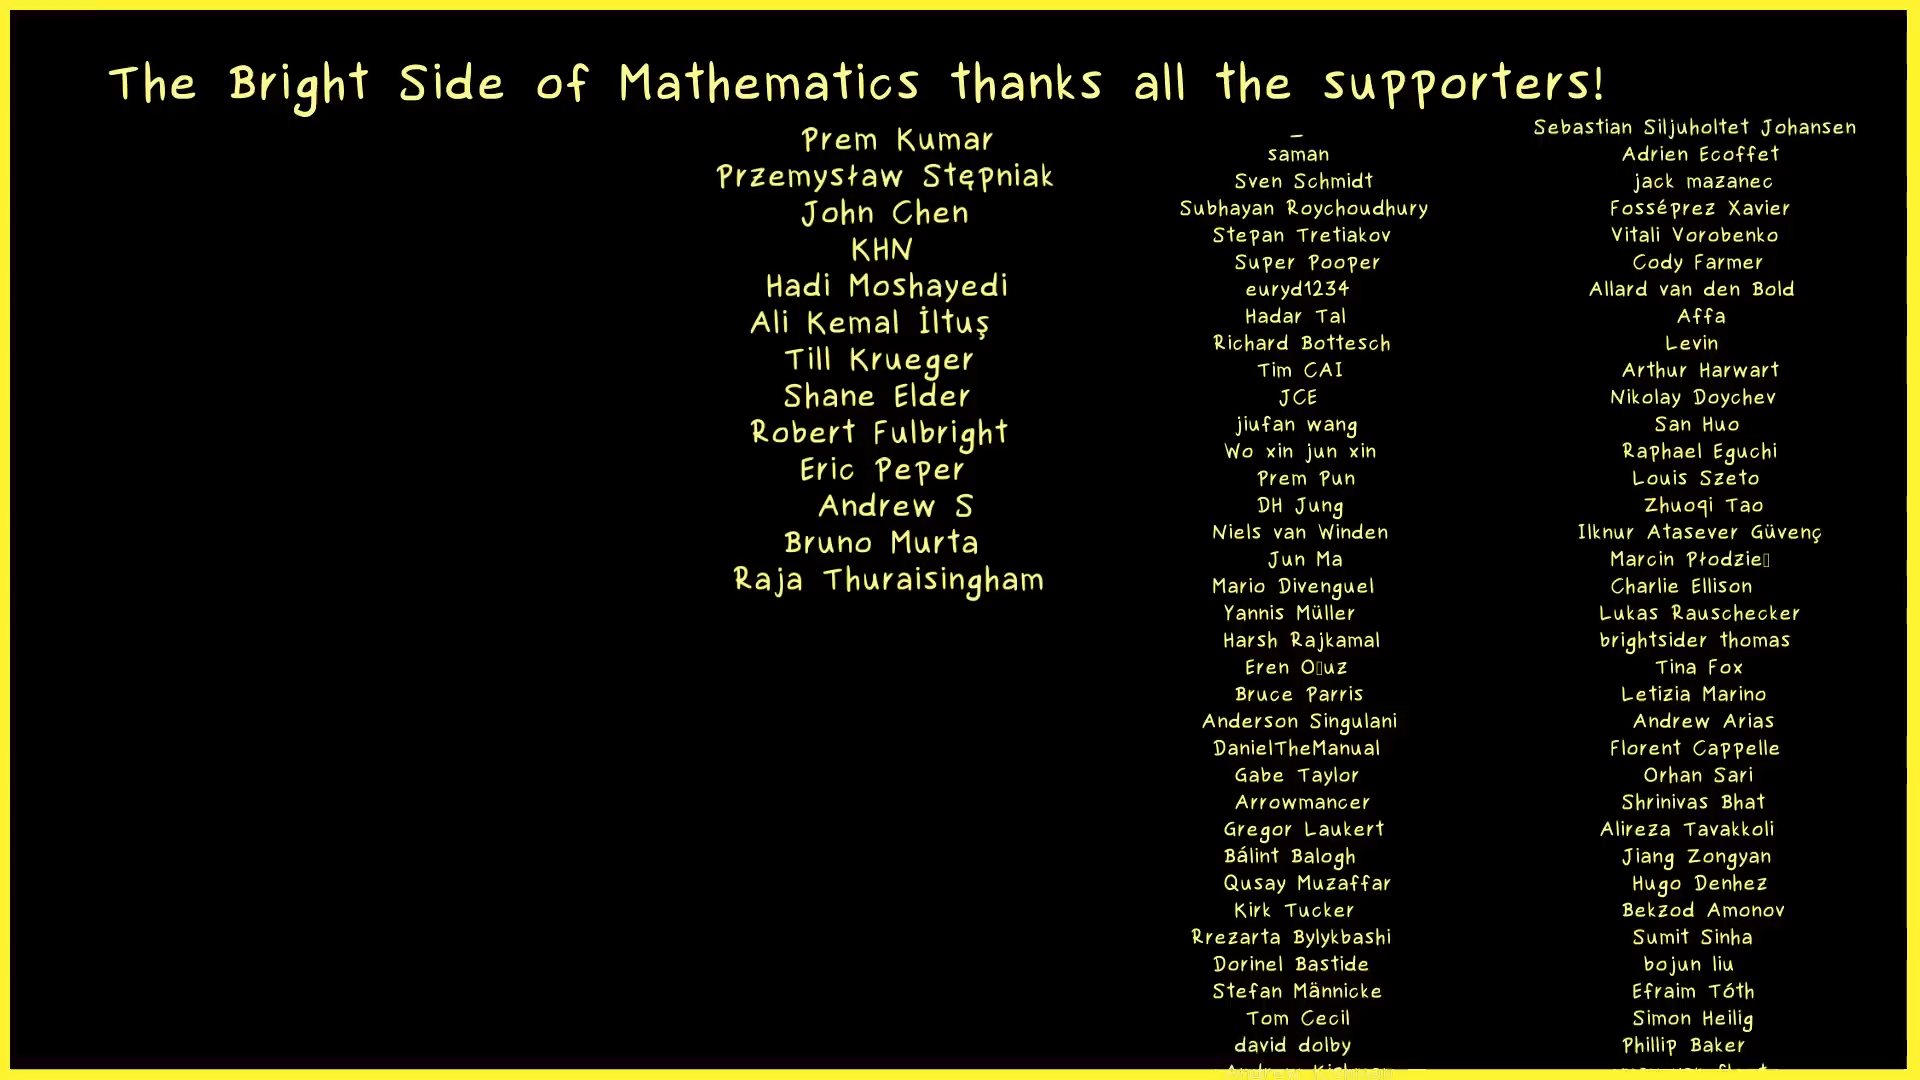 The Bright Side of Mathematics thanks all the supporters!
Prem Kumar
Przemysław Stępniak
John Chen
KHN
Hadi Moshayedi
Ali Kemal İltuş
Till Krueger
Shane Elder
Robert Fulbright
Eric Peper
Andrew S
Bruno Murta
Raja Thuraisingham
_
saman
Sven Schmidt
Subhayan Roychoudhury
Stepan Tretiakov
Super Pooper
euryd1234
Hadar Tal
Richard Bottesch
Tim CAI
JCE
jiufan wang
Wo xin jun xin
Prem Pun
DH Jung
Niels van Winden
Jun Ma
Mario Divenguel
Yannis Müller
Harsh Rajkamal
Eren O▯uz
Bruce Parris
Anderson Singulani
DanielTheManual
Gabe Taylor
Arrowmancer
Gregor Laukert
Bálint Balogh
Qusay Muzaffar
Kirk Tucker
Rrezarta Bylykbashi
Dorinel Bastide
Stefan Männicke
Tom Cecil
david dolby
Sebastian Siljuholtet Johansen
Adrien Ecoffet
jack mazanec
Fosséprez Xavier
Vitali Vorobenko
Cody Farmer
Allard van den Bold
Affa
Levin
Arthur Harwart
Nikolay Doychev
San Huo
Raphael Eguchi
Louis Szeto
Zhuoqi Tao
Ilknur Atasever Güvenç
Marcin Płodzie▯
Charlie Ellison
Lukas Rauschecker
brightsider thomas
Tina Fox
Letizia Marino
Andrew Arias
Florent Cappelle
Orhan Sari
Shrinivas Bhat
Alireza Tavakkoli
Jiang Zongyan
Hugo Denhez
Bekzod Amonov
Sumit Sinha
bojun liu
Efraim Tóth
Simon Heilig
Phillip Baker